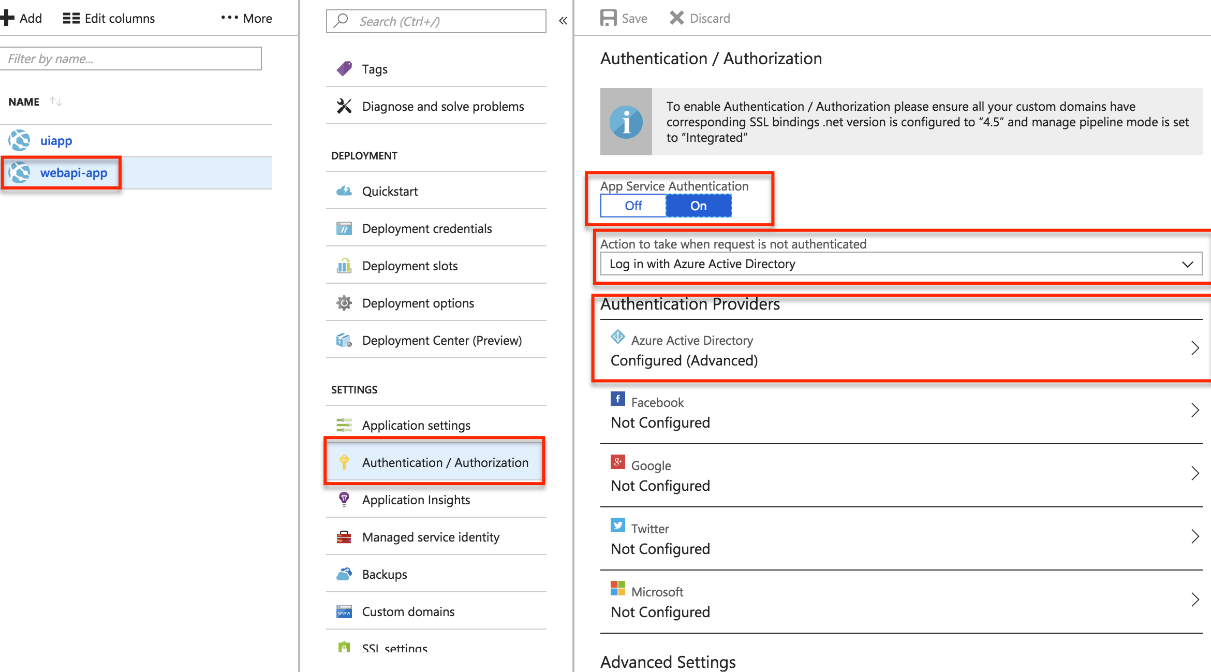 Add
Edit columns
More
Filter by name...
NAME
uiapp
webapi-app
Search (Ctrl+/)
Tags
Diagnose and solve problems
DEPLOYMENT
Quickstart
Deployment credentials
Deployment slots
Deployment options
Deployment Center (Preview)
SETTINGS
Application settings
Authentication / Authorization
Application Insights
Managed service identity
Backups
Custom domains
SSL settings
Save
Discard
Authentication / Authorization
To enable Authentication / Authorization please ensure all your custom domains have
corresponding SSL bindings .net version is configured to “4.5” and manage pipeline mode is set
to “Integrated”
App Service Authentication
Off
On
Action to take when request is not authenticated
Log in with Azure Active Directory
Authentication Providers
Azure Active Directory
Configured (Advanced)
Facebook
Not Configured
Google
Not Configured
Twitter
Not Configured
Microsoft
Not Configured
Advanced Settings